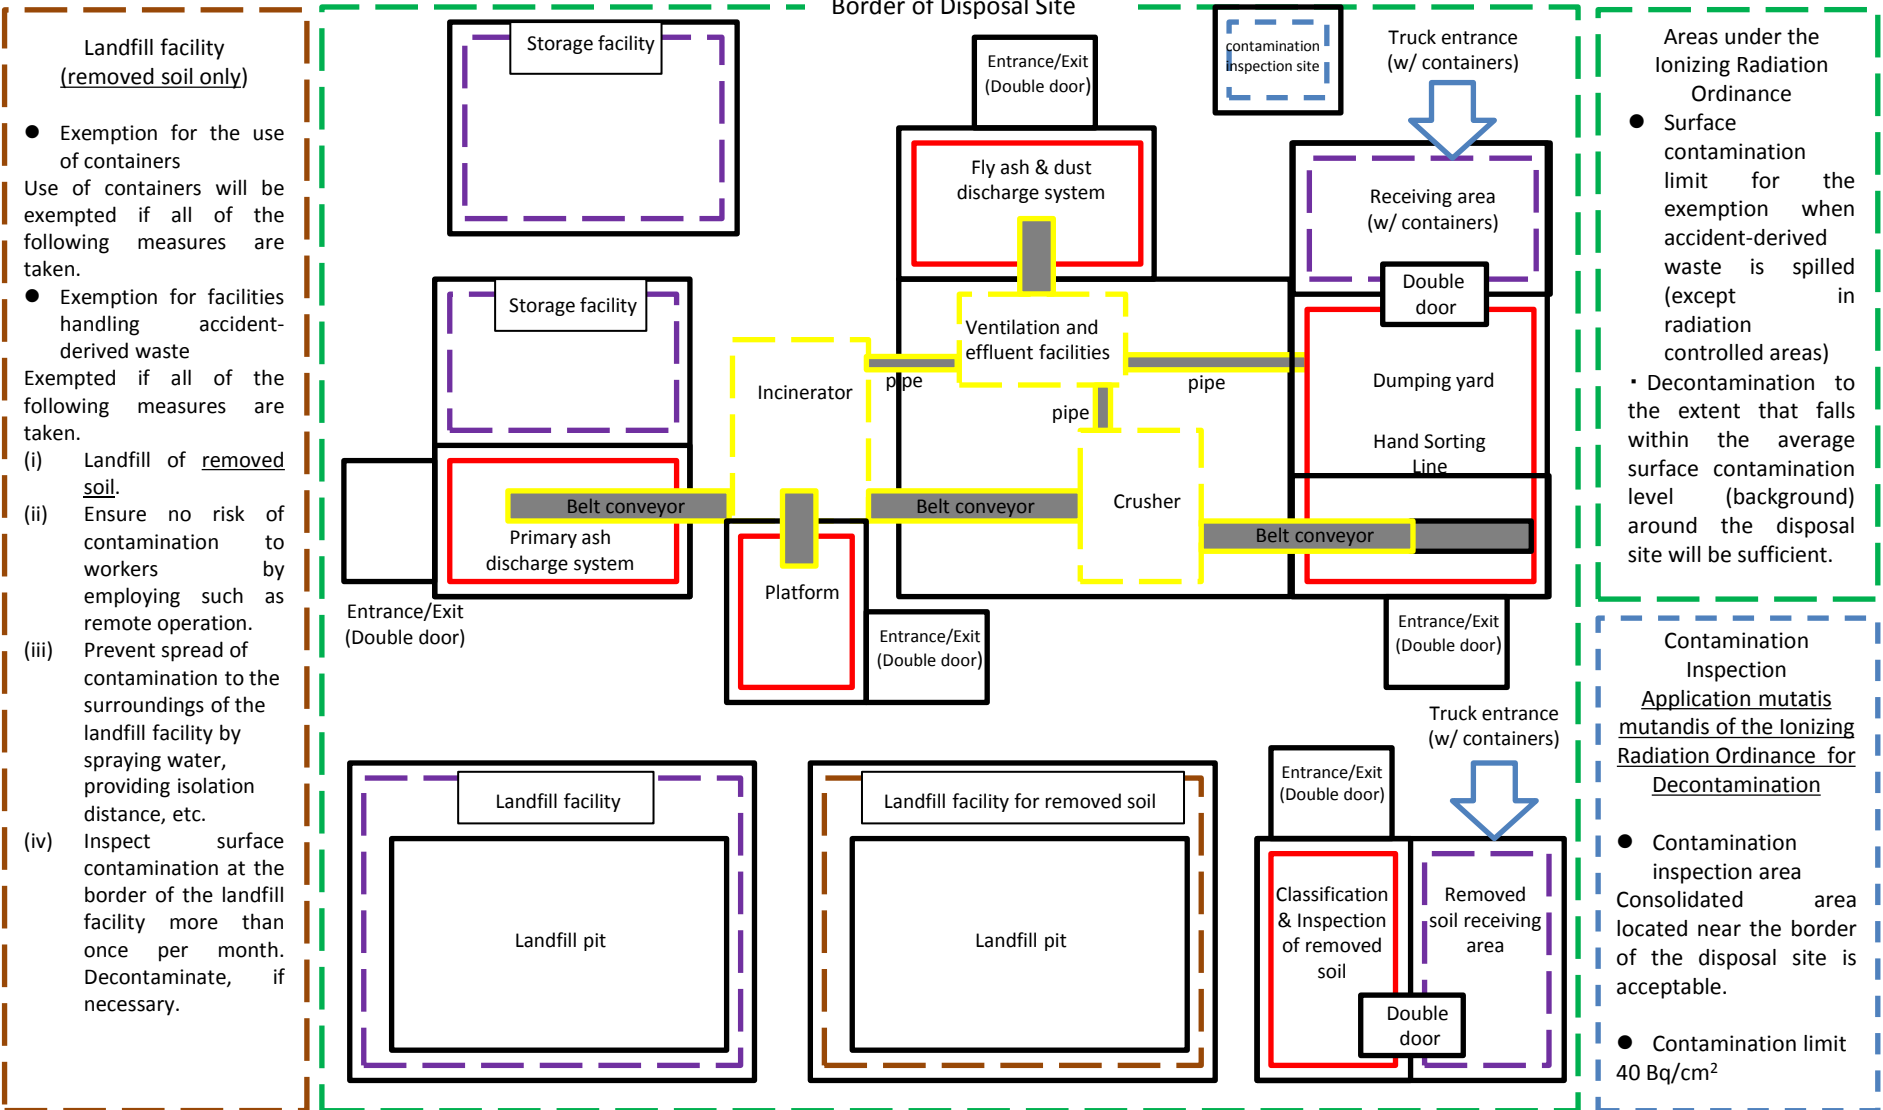 Border of Disposal Site
Landfill facility
(removed soil only)
● Exemption for the use
of containers
Use of containers will be
exempted if all of the
following measures are
taken.
● Exemption for facilities
handling accident-
derived waste
Exempted if all of the
following measures are
taken.
(i) Landfill of removed
soil.
(ii) Ensure no risk of
contamination to
workers by
employing such as
remote operation.
(iii) Prevent spread of
contamination to the
surroundings of the
landfill facility by
spraying water,
providing isolation
distance, etc.
(iv) Inspect surface
contamination at the
border of the landfill
facility more than
once per month.
Decontaminate, if
necessary.
Storage facility
Entrance/Exit
(Double door)
contamination
inspection site
Truck entrance
(w/ containers)
Fly ash & dust
discharge system
Receiving area
(w/ containers)
Double
door
Storage facility
Ventilation and
effluent facilities
Incinerator
pipe
pipe
pipe
Dumping yard
Hand Sorting
Line
Crusher
Belt conveyor
Belt conveyor
Belt conveyor
Primary ash
discharge system
Platform
Entrance/Exit
(Double door)
Entrance/Exit
(Double door)
Entrance/Exit
(Double door)
Truck entrance
(w/ containers)
Landfill facility
Landfill pit
Landfill facility for removed soil
Landfill pit
Entrance/Exit
(Double door)
Classification
& Inspection
of removed
soil
Removed
soil receiving
area
Double
door
Areas under the
Ionizing Radiation
Ordinance
● Surface
contamination
limit for the
exemption when
accident-derived
waste is spilled
(except in
radiation
controlled areas)
・Decontamination to
the extent that falls
within the average
surface contamination
level (background)
around the disposal
site will be sufficient.
Contamination
Inspection
Application mutatis
mutandis of the Ionizing
Radiation Ordinance for
Decontamination
● Contamination
inspection area
Consolidated area
located near the border
of the disposal site is
acceptable.
● Contamination limit
40 Bq/cm²